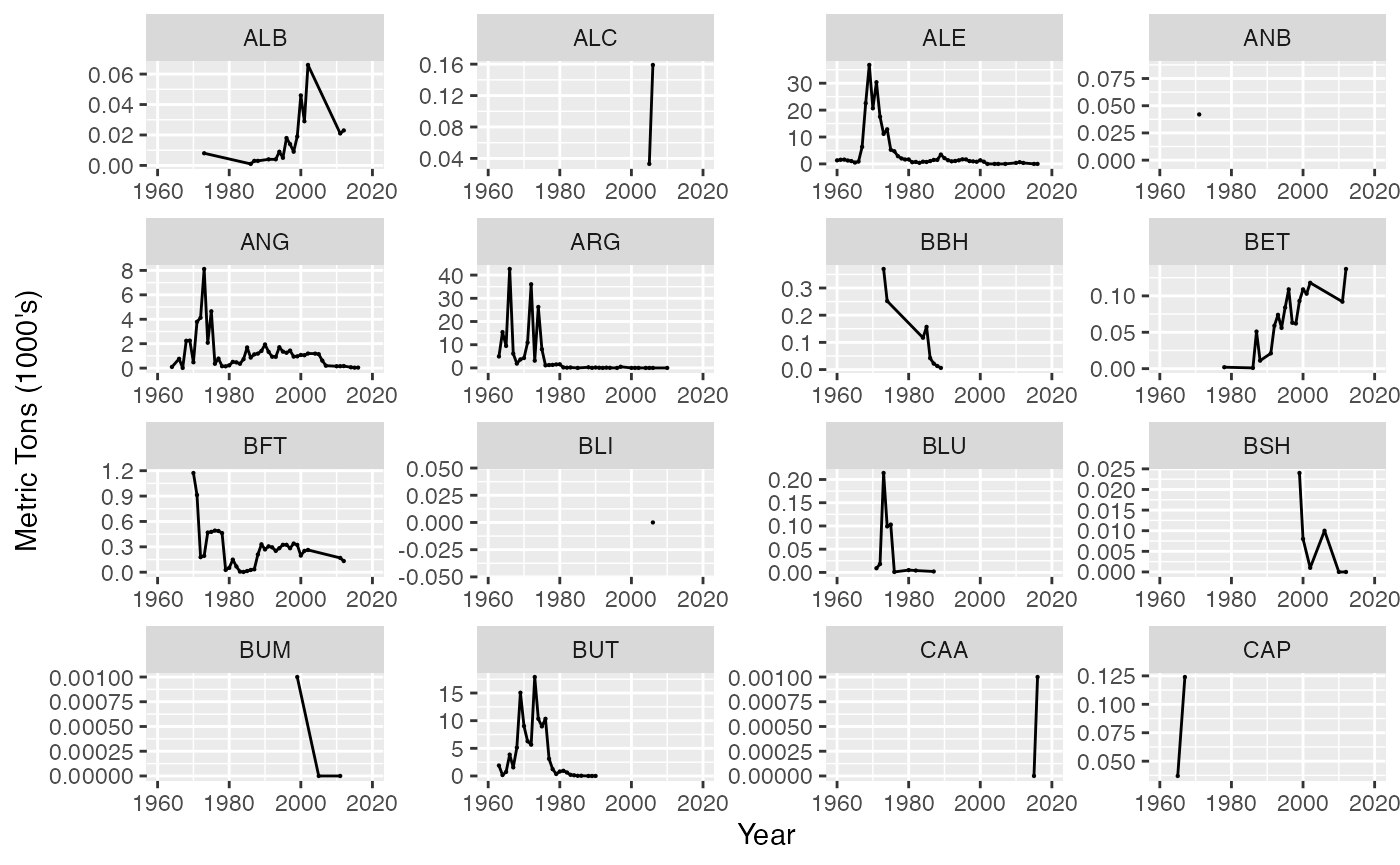 ALB ALC ALE ANB
0.06 0.04 0.02 0.00
0.16 0.12 0.08 0.04
30 20 10 0
0.075 0.050 0.025 0.000
1960 1980 2000 2020 1960 1980 2000 2020 1960 1980 2000 2020 1960 1980 2000 2020
ANG ARG BBH BET
8 6 4 2 0
40 30 20 10 0
0.3 0.2 0.1 0.0
0.10 0.05 0.00
1960 1980 2000 2020 1960 1980 2000 2020 1960 1980 2000 2020 1960 1980 2000 2020
Metric Tons (1000's)
BFT BLI BLU BSH
1.2 0.9 0.6 0.3 0.0
0.050 0.025 0.000 -0.025 -0.050
0.20 0.15 0.10 0.05 0.00
0.025 0.020 0.015 0.010 0.005 0.000
1960 1980 2000 2020 1960 1980 2000 2020 1960 1980 2000 2020 1960 1980 2000 2020
BUM BUT CAA CAP
0.00100 0.00075 0.00050 0.00025 0.00000
15 10 5 0
0.00100 0.00075 0.00050 0.00025 0.00000
0.125 0.100 0.075 0.050
1960 1980 2000 2020 1960 1980 2000 2020 1960 1980 2000 2020 1960 1980 2000 2020
Year